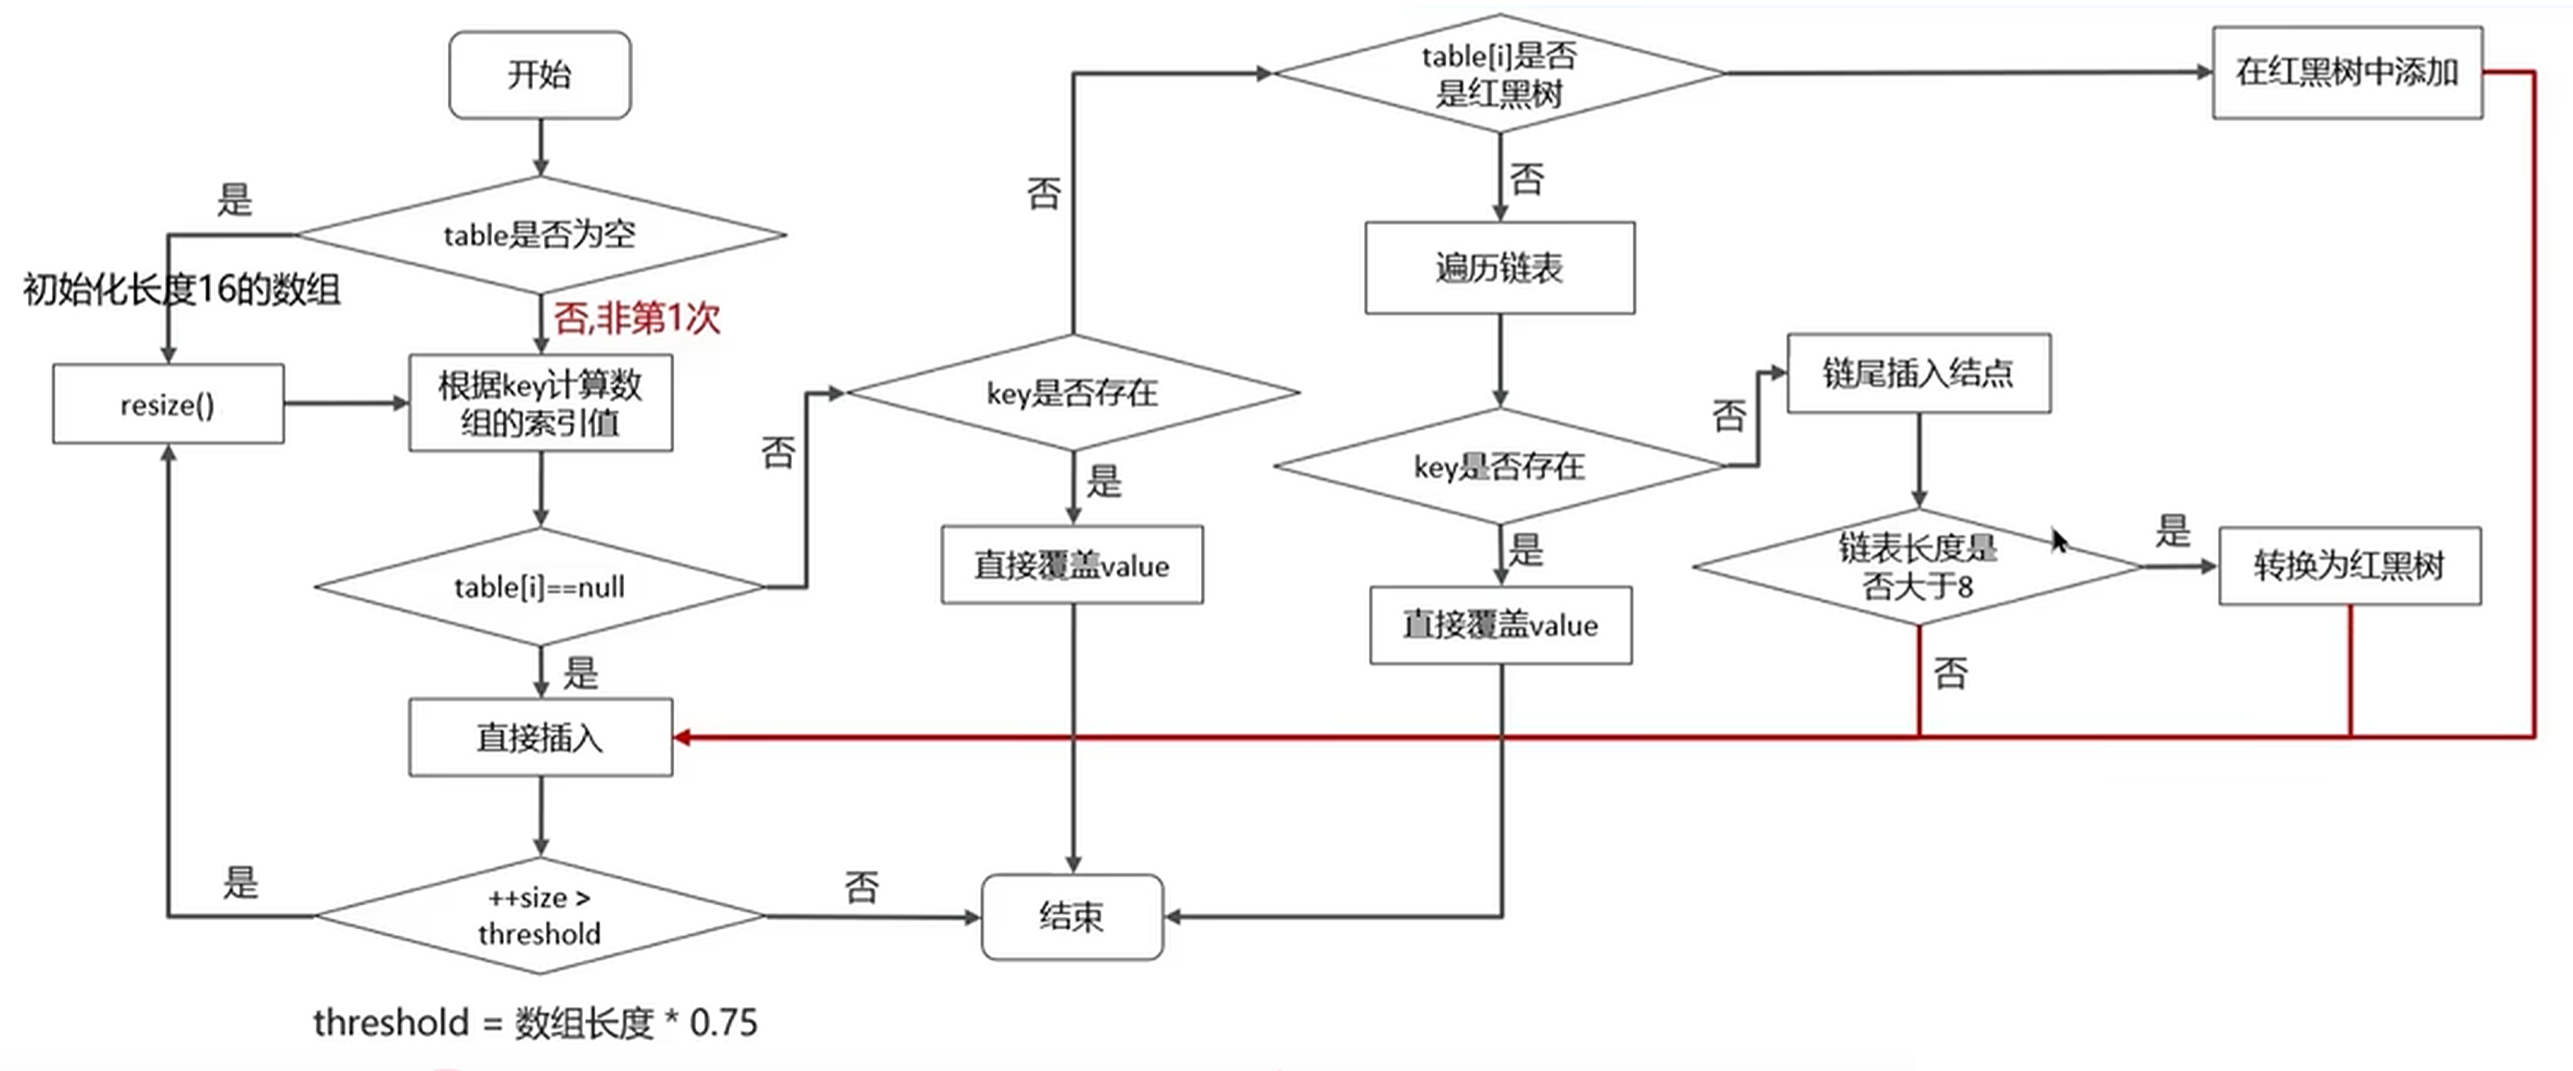 开始
是
table是否为空
初始化长度16的数组
否,非第1次
resize()
根据key计算数
组的索引值
table[i]==null
是
直接插入
是
++size >
threshold
否
threshold = 数组长度 * 0.75
否
key是否存在
是
直接覆盖value
结束
否
table[i]是否
是红黑树
否
遍历链表
key是否存在
是
直接覆盖value
否
链尾插入结点
链表长度是
否大于8
否
是
转换为红黑树
在红黑树中添加